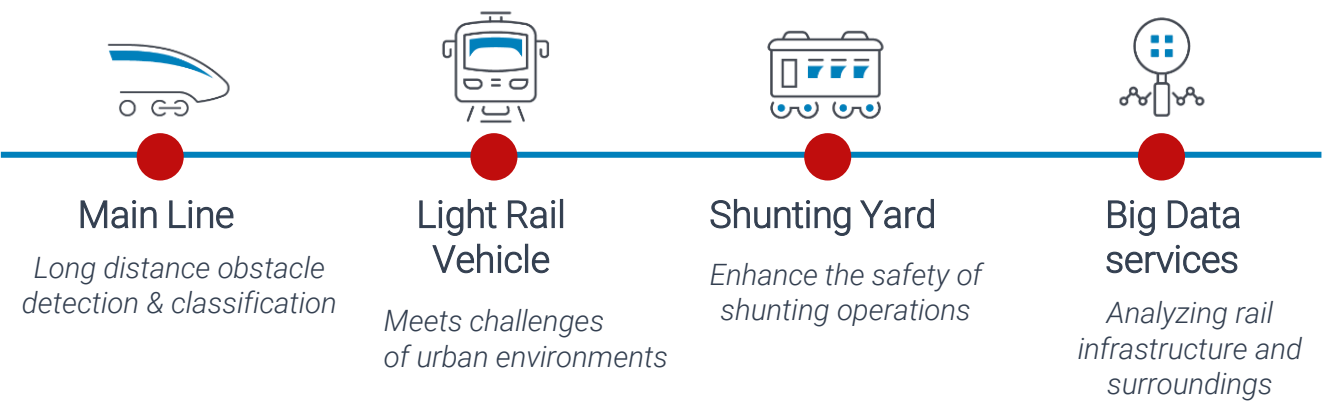 Main Line
Long distance obstacle
detection & classification
Light Rail
Vehicle
Meets challenges
of urban environments
Shunting Yard
Enhance the safety of
shunting operations
Big Data
services
Analyzing rail
infrastructure and
surroundings